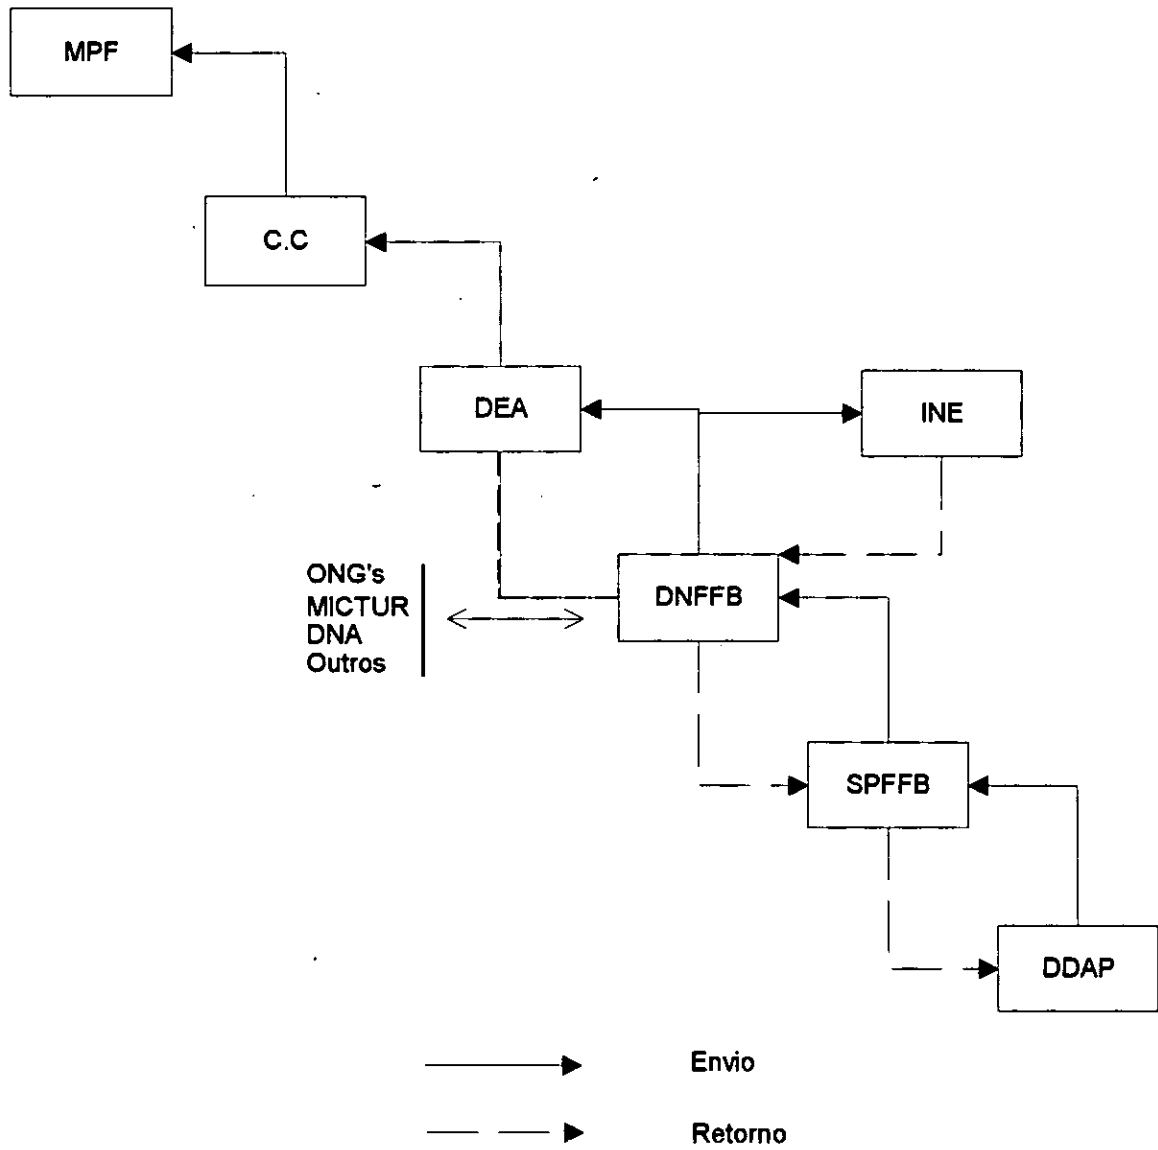 MPF
C.C
DEA
INE
ONG's
MICTUR
DNA
Outros
DNFFB
SPFFB
DDAP
Envio
Retorno